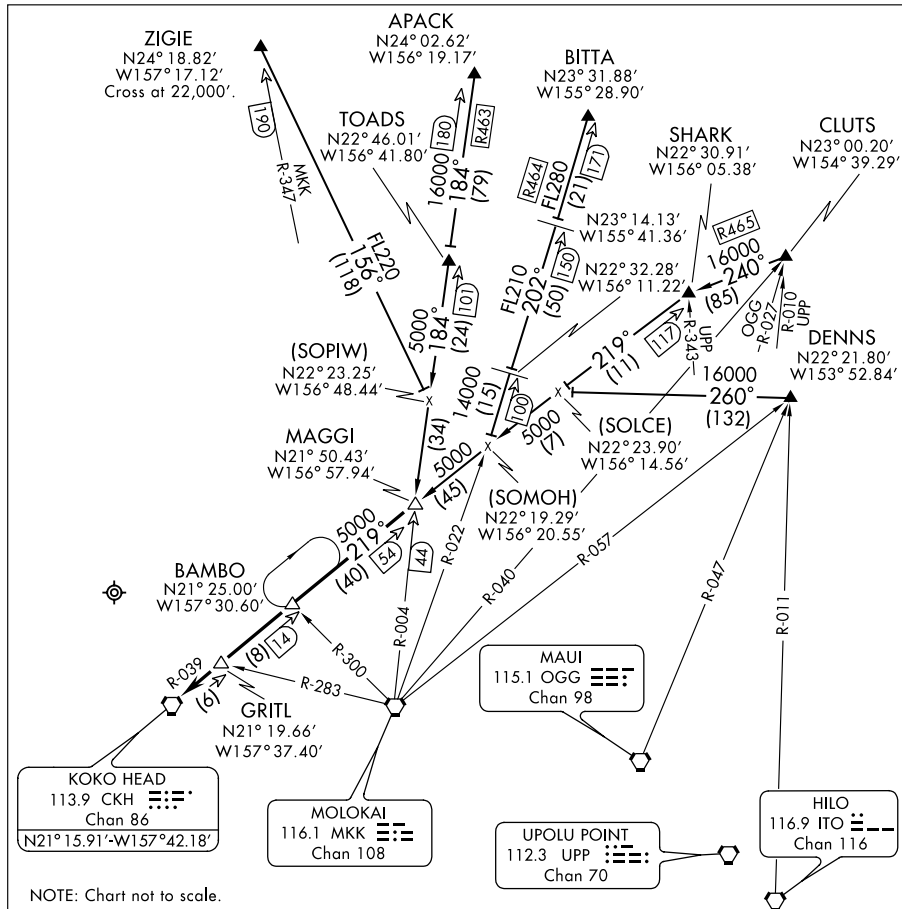 ZIGIE
N24° 18.82′
W157° 17.12′
Cross at 22,000′.
APACK
N24° 02.62′
W156° 19.17′
BITTA
N23° 31.88′
W155° 28.90′
TOADS
N22° 46.01′
W156° 41.80′
SHARK
N22° 30.91′
W156° 05.38′
CLUTS
N23° 00.20′
W154° 39.29′
190
MKK
R-347
FL220
156°
(118)
180
R463
16000
184°
(79)
101
5000
184°
(24)
R464
FL280
(21)
171
N23° 14.13′
W155° 41.36′
FL210
202°
(50)
150
N22° 32.28′
W156° 11.22′
R465
16000
240°
(85)
117
219°
(11)
UPP
R-343
OGG
R-027
R-010
UPP
DENNS
N22° 21.80′
W153° 52.84′
16000
260°
(132)
(SOPIW)
N22° 23.25′
W156° 48.44′
14000
(15)
100
(SOLCE)
N22° 23.90′
W156° 14.56′
5000
(7)
(34)
MAGGI
N21° 50.43′
W156° 57.94′
5000
(45)
(SOMOH)
N22° 19.29′
W156° 20.55′
5000
219°
(40)
54
44
R-004
R-022
R-040
R-057
R-047
R-011
BAMBO
N21° 25.00′
W157° 30.60′
(8)
14
R-300
R-283
R-039
(6)
GRITL
N21° 19.66′
W157° 37.40′
KOKO HEAD
113.9 CKH
Chan 86
N21° 15.91′-W157° 42.18′
MOLOKAI
116.1 MKK
Chan 108
MAUI
115.1 OGG
Chan 98
UPOLU POINT
112.3 UPP
Chan 70
HILO
116.9 ITO
Chan 116
NOTE: Chart not to scale.